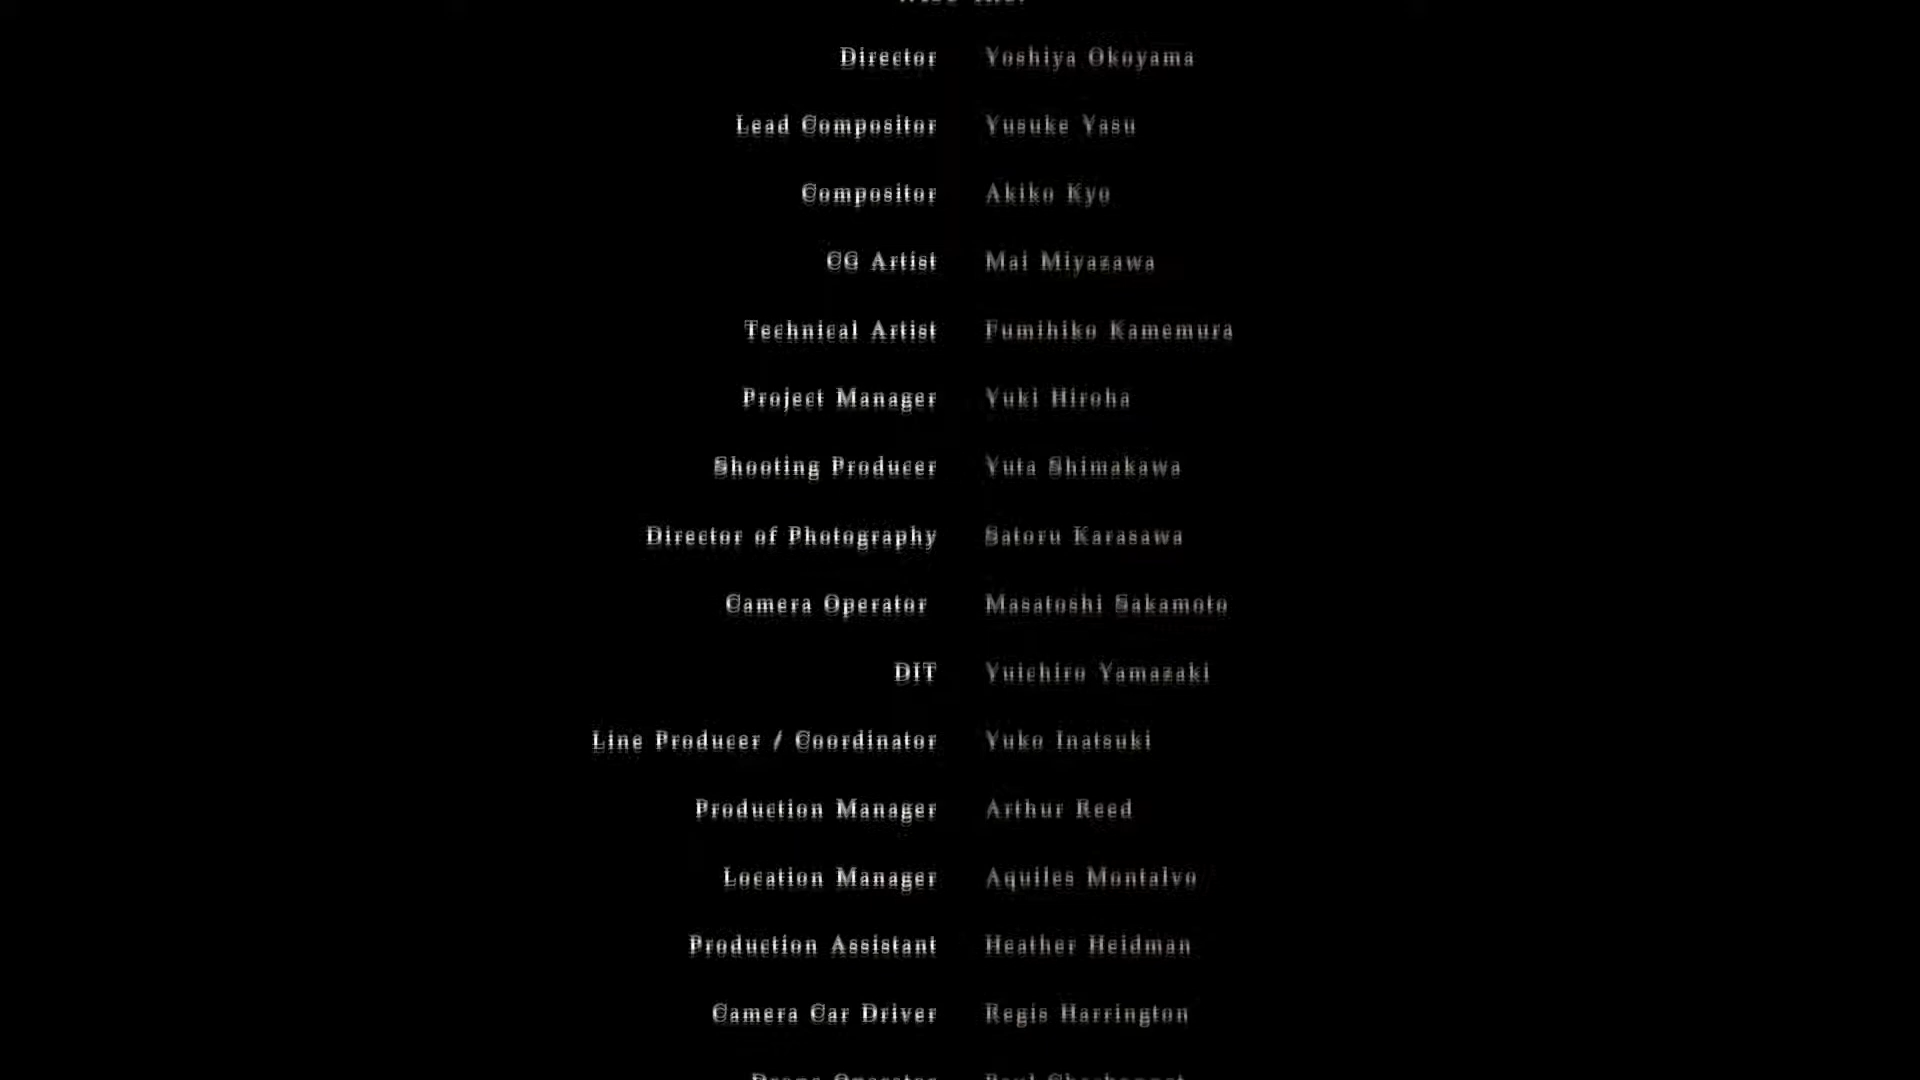 Director Yoshiya Okoyama
Lead Compositor Yusuke Yasu
Compositor Akiko Kyo
CG Artist Mai Miyazawa
Technical Artist Fumihiko Kamemura
Project Manager Yuki Hiroha
Shooting Producer Yuta Shimakawa
Director of Photography Satoru Karasawa
Camera Operator Masatoshi Sakamoto
DIT Yuichiro Yamazaki
Line Producer / Coordinator Yuko Inatsuki
Production Manager Arthur Reed
Location Manager Aquiles Montalvo
Production Assistant Heather Heidman
Camera Car Driver Regis Harrington